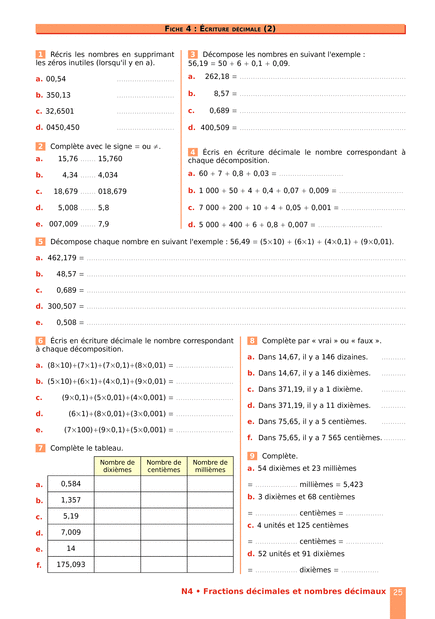 FICHE 4 : ÉCRITURE DÉCIMALE (2)
1 Récris les nombres en supprimant
les zéros inutiles (lorsqu'il y en a).
a. 00,54 ........................
b. 350,13 ........................
c. 32,6501 ........................
d. 0450,450 ........................
2 Complète avec le signe = ou ≠.
a. 15,76 ....... 15,760
b. 4,34 ....... 4,034
c. 18,679 ....... 018,679
d. 5,008 ....... 5,8
e. 007,009 ....... 7,9
3 Décompose les nombres en suivant l'exemple :
56,19 = 50 + 6 + 0,1 + 0,09.
a. 262,18 = ........................
b. 8,57 = ........................
c. 0,689 = ........................
d. 400,509 = ........................
4 Écris en écriture décimale le nombre correspondant à
chaque décomposition.
a. 60 + 7 + 0,8 + 0,03 = ........................
b. 1 000 + 50 + 4 + 0,4 + 0,07 + 0,009 = ........................
c. 7 000 + 200 + 10 + 4 + 0,05 + 0,001 = ........................
d. 5 000 + 400 + 6 + 0,8 + 0,007 = ........................
5 Décompose chaque nombre en suivant l'exemple : 56,49 = (5×10) + (6×1) + (4×0,1) + (9×0,01).
a. 462,179 = ........................
b. 48,57 = ........................
c. 0,689 = ........................
d. 300,507 = ........................
e. 0,508 = ........................
6 Écris en écriture décimale le nombre correspondant
à chaque décomposition.
a. (8×10)+(7×1)+(7×0,1)+(8×0,01) = ........................
b. (5×10)+(6×1)+(4×0,1)+(9×0,01) = ........................
c. (9×0,1)+(5×0,01)+(4×0,001) = ........................
d. (6×1)+(8×0,01)+(3×0,001) = ........................
e. (7×100)+(9×0,1)+(5×0,001) = ........................
7 Complète le tableau.
Nombre de dixièmes Nombre de centièmes Nombre de millièmes
a. 0,584
b. 1,357
c. 5,19
d. 7,009
e. 14
f. 175,093
8 Complète par « vrai » ou « faux ».
a. Dans 14,67, il y a 146 dizaines. ............
b. Dans 14,67, il y a 146 dixièmes. ............
c. Dans 371,19, il y a 1 dixième. ............
d. Dans 371,19, il y a 11 dixièmes. ............
e. Dans 75,65, il y a 5 centièmes. ............
f. Dans 75,65, il y a 7 565 centièmes. ..........
9 Complète.
a. 54 dixièmes et 23 millièmes
= ................. millièmes = 5,423
b. 3 dixièmes et 68 centièmes
= ................. centièmes = ................
c. 4 unités et 125 centièmes
= ................. centièmes = ................
d. 52 unités et 91 dixièmes
= ................. dixièmes = ................
N4 • Fractions décimales et nombres décimaux 25